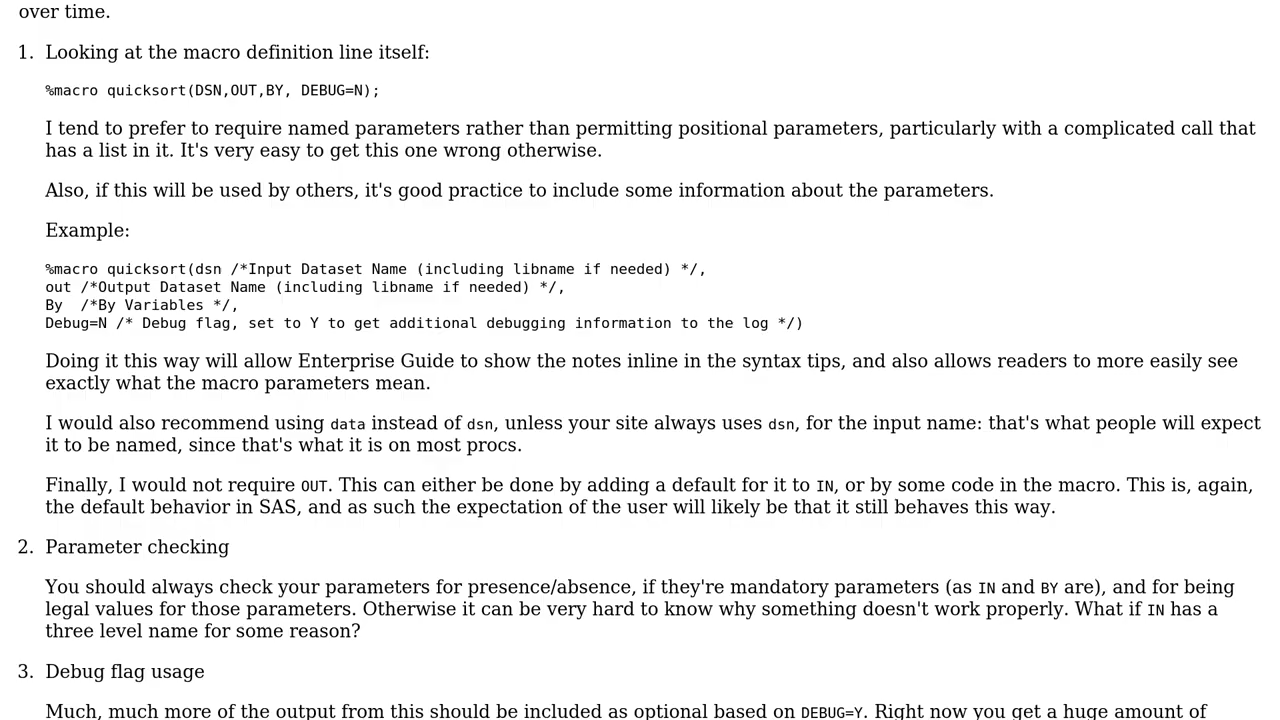 over time.
1. Looking at the macro definition line itself:
%macro quicksort(DSN,OUT,BY, DEBUG=N);
I tend to prefer to require named parameters rather than permitting positional parameters, particularly with a complicated call that
has a list in it. It's very easy to get this one wrong otherwise.
Also, if this will be used by others, it's good practice to include some information about the parameters.
Example:
%macro quicksort(dsn /*Input Dataset Name (including libname if needed) */,
out /*Output Dataset Name (including libname if needed) */,
By  /*By Variables */,
Debug=N /* Debug flag, set to Y to get additional debugging information to the log */)
Doing it this way will allow Enterprise Guide to show the notes inline in the syntax tips, and also allows readers to more easily see
exactly what the macro parameters mean.
I would also recommend using data instead of dsn, unless your site always uses dsn, for the input name: that's what people will expect
it to be named, since that's what it is on most procs.
Finally, I would not require OUT. This can either be done by adding a default for it to IN, or by some code in the macro. This is, again,
the default behavior in SAS, and as such the expectation of the user will likely be that it still behaves this way.
2. Parameter checking
You should always check your parameters for presence/absence, if they're mandatory parameters (as IN and BY are), and for being
legal values for those parameters. Otherwise it can be very hard to know why something doesn't work properly. What if IN has a
three level name for some reason?
3. Debug flag usage
Much, much more of the output from this should be included as optional based on DEBUG=Y. Right now you get a huge amount of